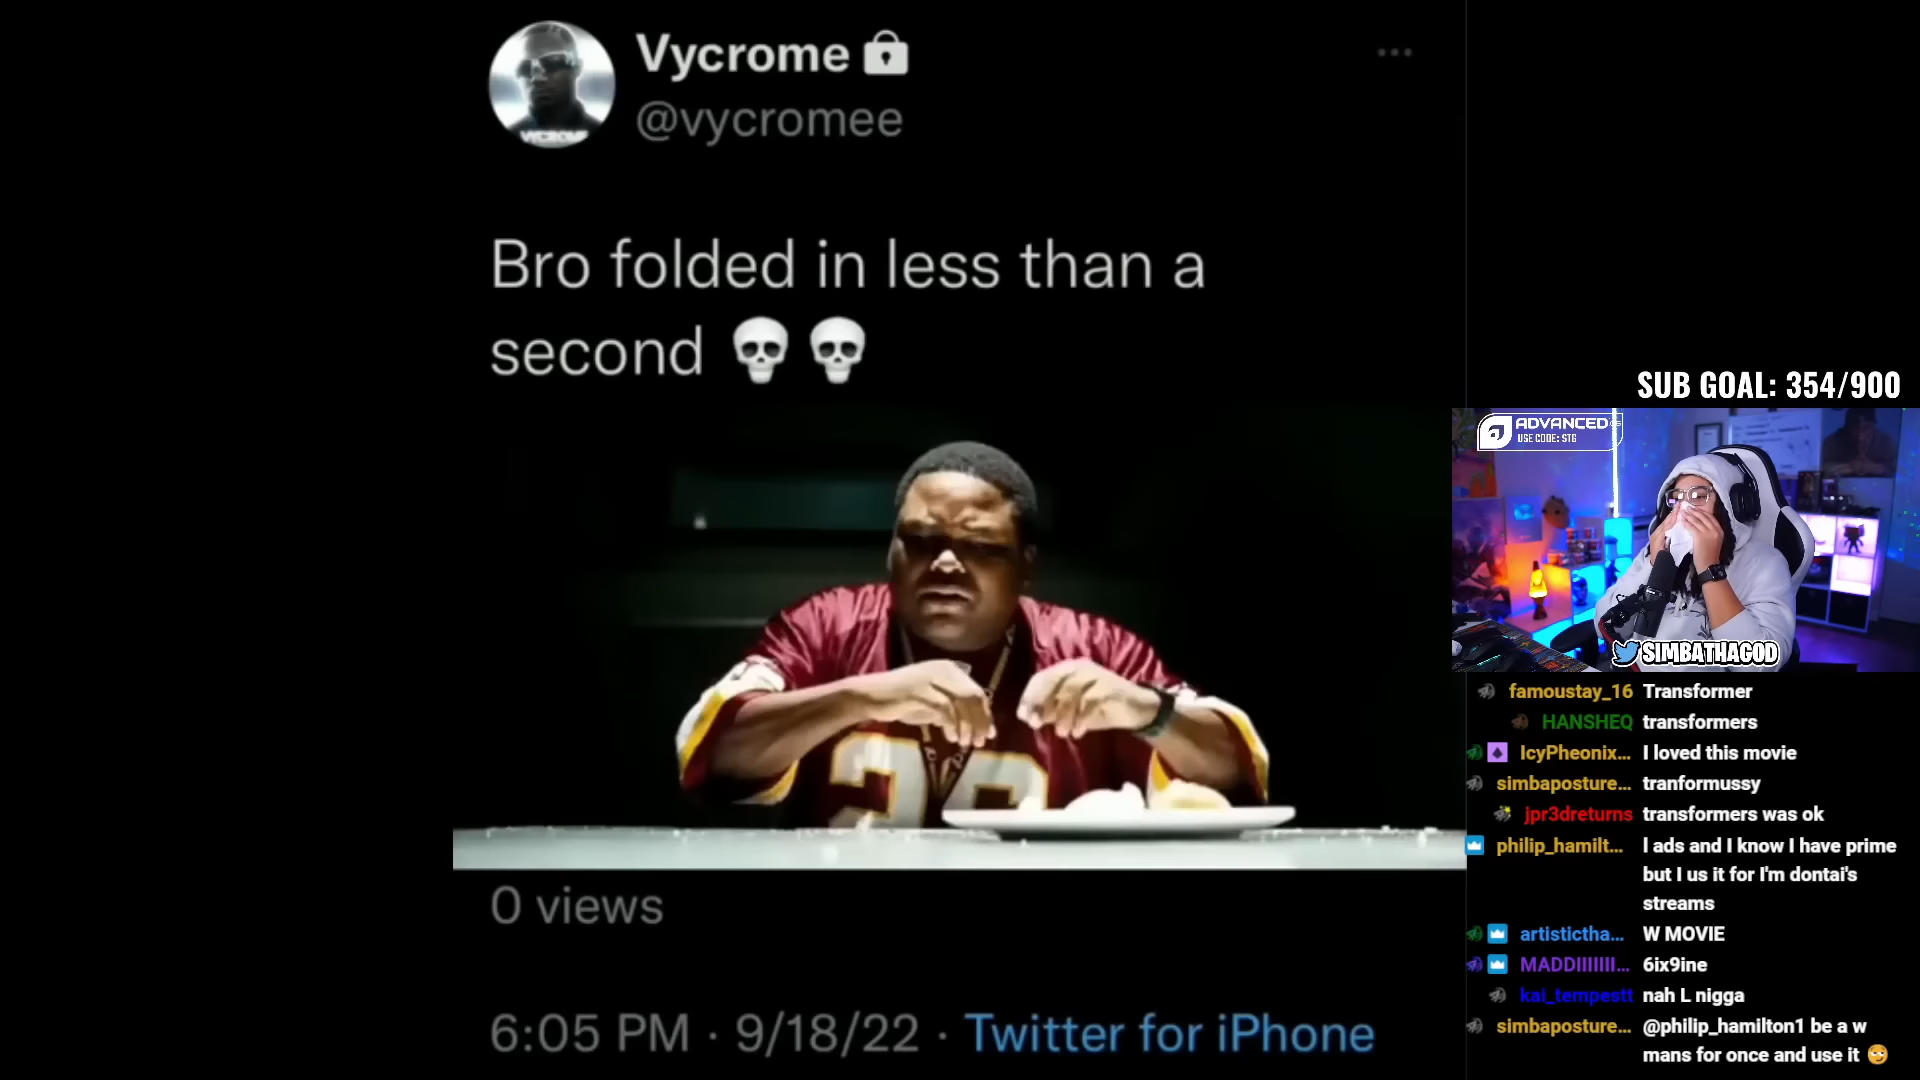 Vycrome
@vycromee
Bro folded in less than a
second 💀💀
0 views
6:05 PM · 9/18/22 · Twitter for iPhone
SUB GOAL: 354/900
ADVANCED
USE CODE: STG
SIMBATHAGOD
famoustay_16 Transformer
HANSHEQ transformers
IcyPheonix... I loved this movie
simbaposture... tranformussy
jpr3dreturns transformers was ok
philip_hamilt... I ads and I know I have prime
but I us it for I'm dontai's
streams
artistictha... W MOVIE
MADDIIIIIII... 6ix9ine
kai_tempestt nah L nigga
simbaposture... @philip_hamilton1 be a w
mans for once and use it 🙄